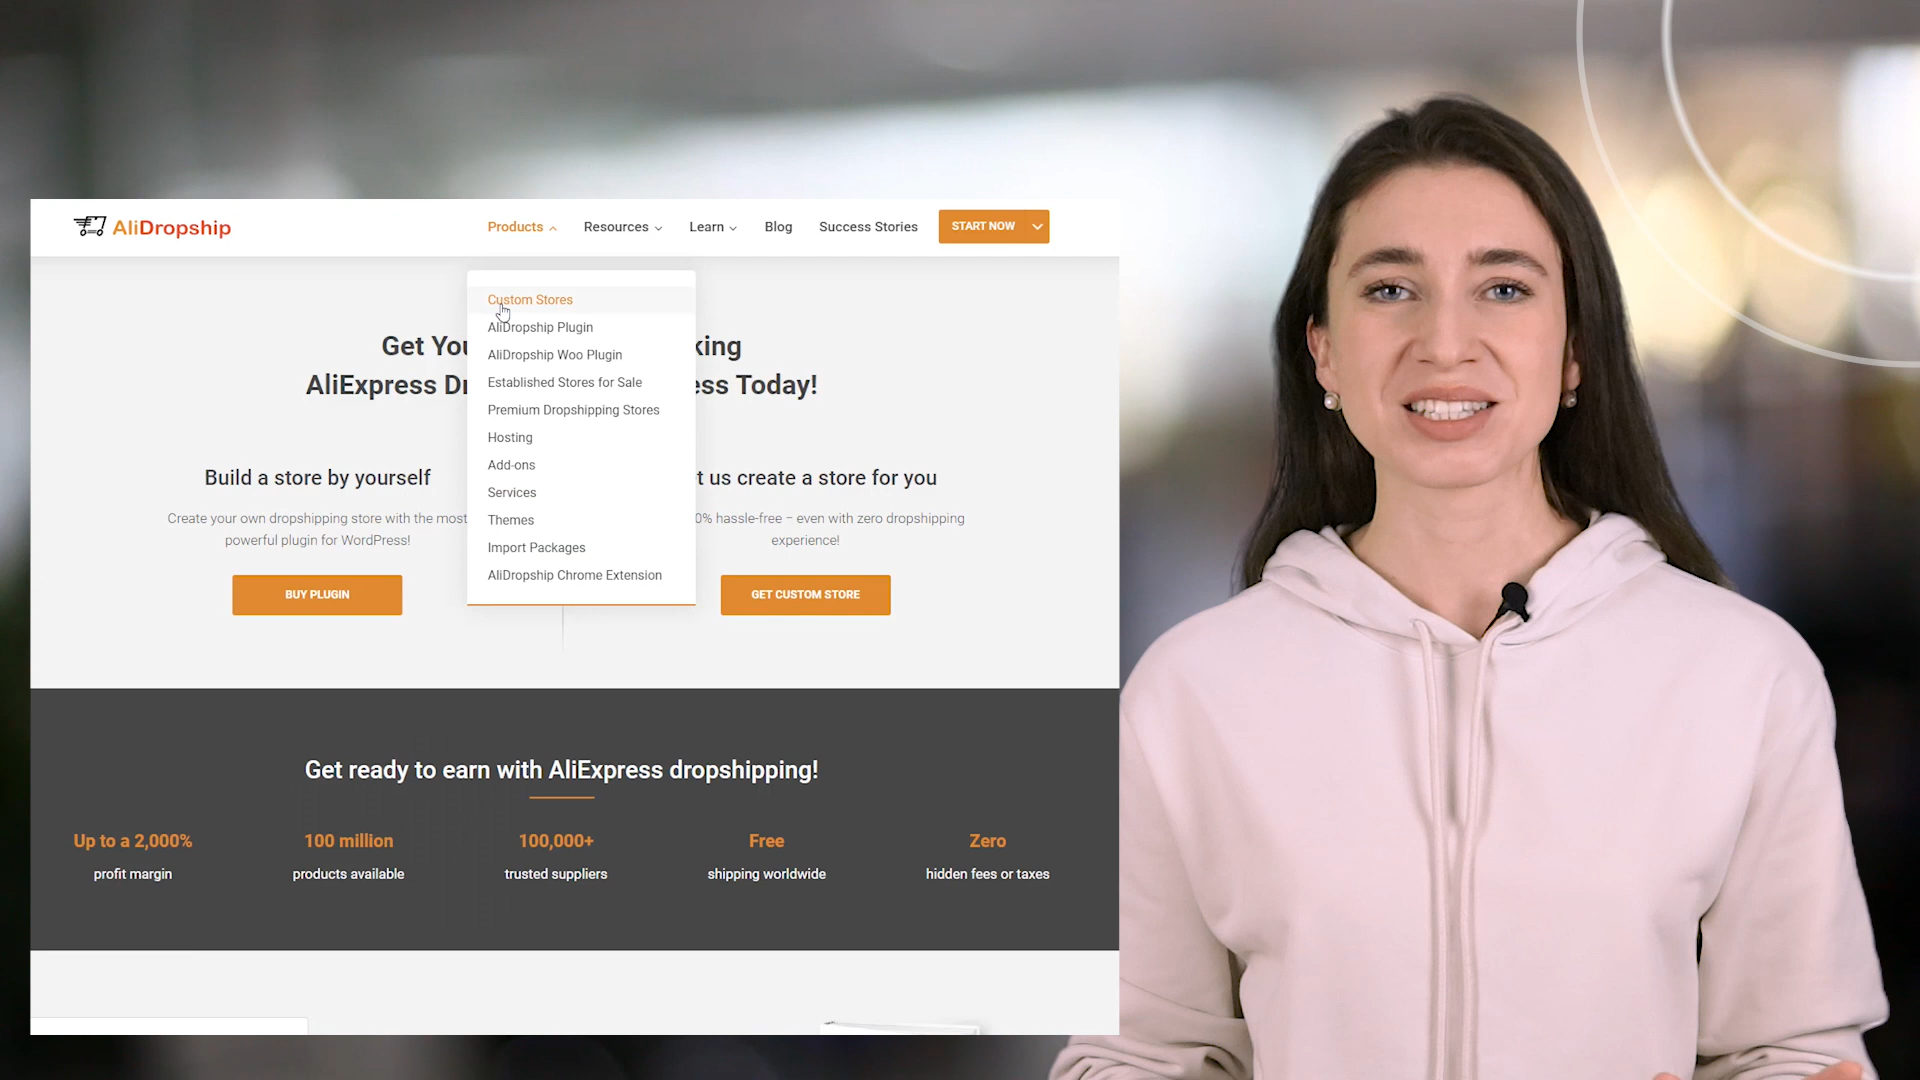 AliDropship
Products
Resources
Learn
Blog
Success Stories
START NOW
Custom Stores
AliDropship Plugin
AliDropship Woo Plugin
Established Stores for Sale
Premium Dropshipping Stores
Hosting
Add-ons
Services
Themes
Import Packages
AliDropship Chrome Extension
Get king
AliExpress Today!
Build a store by yourself
Create your own dropshipping store with the most
powerful plugin for WordPress!
BUY PLUGIN
us create a store for you
hassle-free – even with zero dropshipping
experience!
GET CUSTOM STORE
Get ready to earn with AliExpress dropshipping!
Up to a 2,000%
profit margin
100 million
products available
100,000+
trusted suppliers
Free
shipping worldwide
Zero
hidden fees or taxes